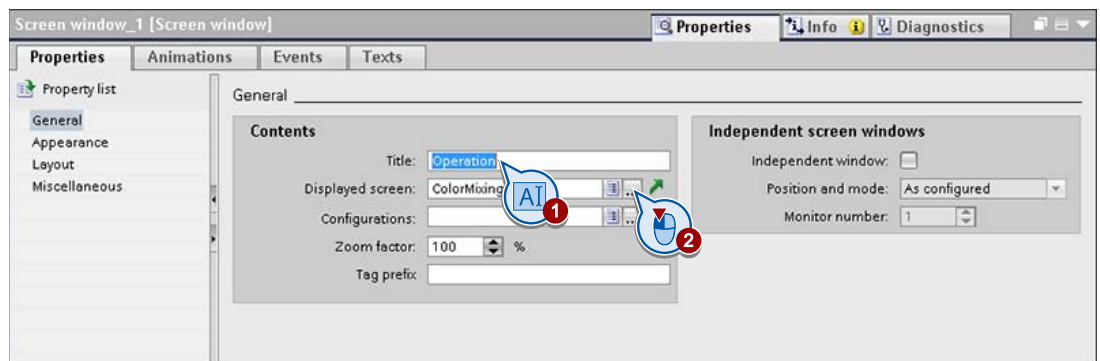 Screen window_1 [Screen window]
Properties Info Diagnostics
Properties Animations Events Texts
Property list
General
Appearance
Layout
Miscellaneous
General
Contents
Title: Operation
Displayed screen: ColorMixing ...
Configurations: ...
Zoom factor: 100 %
Tag prefix
AI
1
2
Independent screen windows
Independent window:
Position and mode: As configured
Monitor number: 1